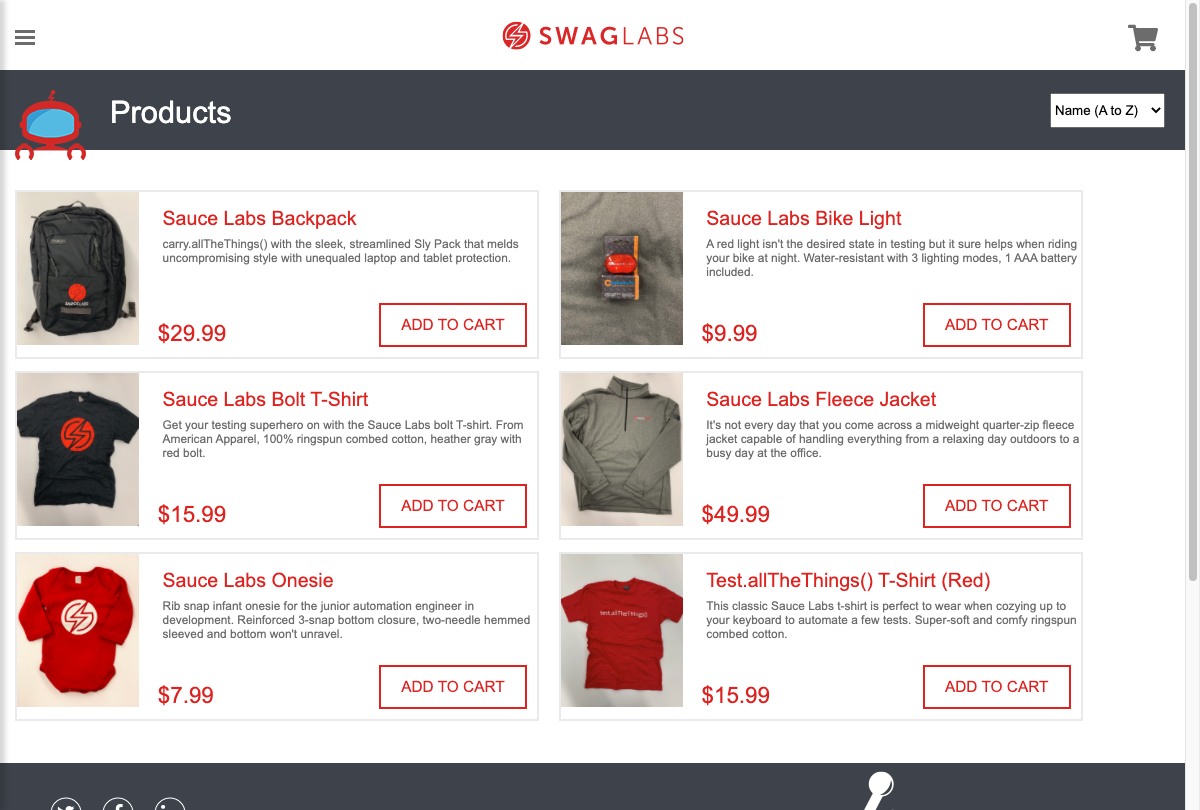 SWAGLABS
Products
Name (A to Z)
Sauce Labs Backpack
carry.allTheThings() with the sleek, streamlined Sly Pack that melds
uncompromising style with unequaled laptop and tablet protection.
$29.99
ADD TO CART
Sauce Labs Bike Light
A red light isn't the desired state in testing but it sure helps when riding
your bike at night. Water-resistant with 3 lighting modes, 1 AAA battery
included.
$9.99
ADD TO CART
Sauce Labs Bolt T-Shirt
Get your testing superhero on with the Sauce Labs bolt T-shirt. From
American Apparel, 100% ringspun combed cotton, heather gray with
red bolt.
$15.99
ADD TO CART
Sauce Labs Fleece Jacket
It's not every day that you come across a midweight quarter-zip fleece
jacket capable of handling everything from a relaxing day outdoors to a
busy day at the office.
$49.99
ADD TO CART
Sauce Labs Onesie
Rib snap infant onesie for the junior automation engineer in
development. Reinforced 3-snap bottom closure, two-needle hemmed
sleeved and bottom won't unravel.
$7.99
ADD TO CART
test.allTheThings()
Test.allTheThings() T-Shirt (Red)
This classic Sauce Labs t-shirt is perfect to wear when cozying up to
your keyboard to automate a few tests. Super-soft and comfy ringspun
combed cotton.
$15.99
ADD TO CART